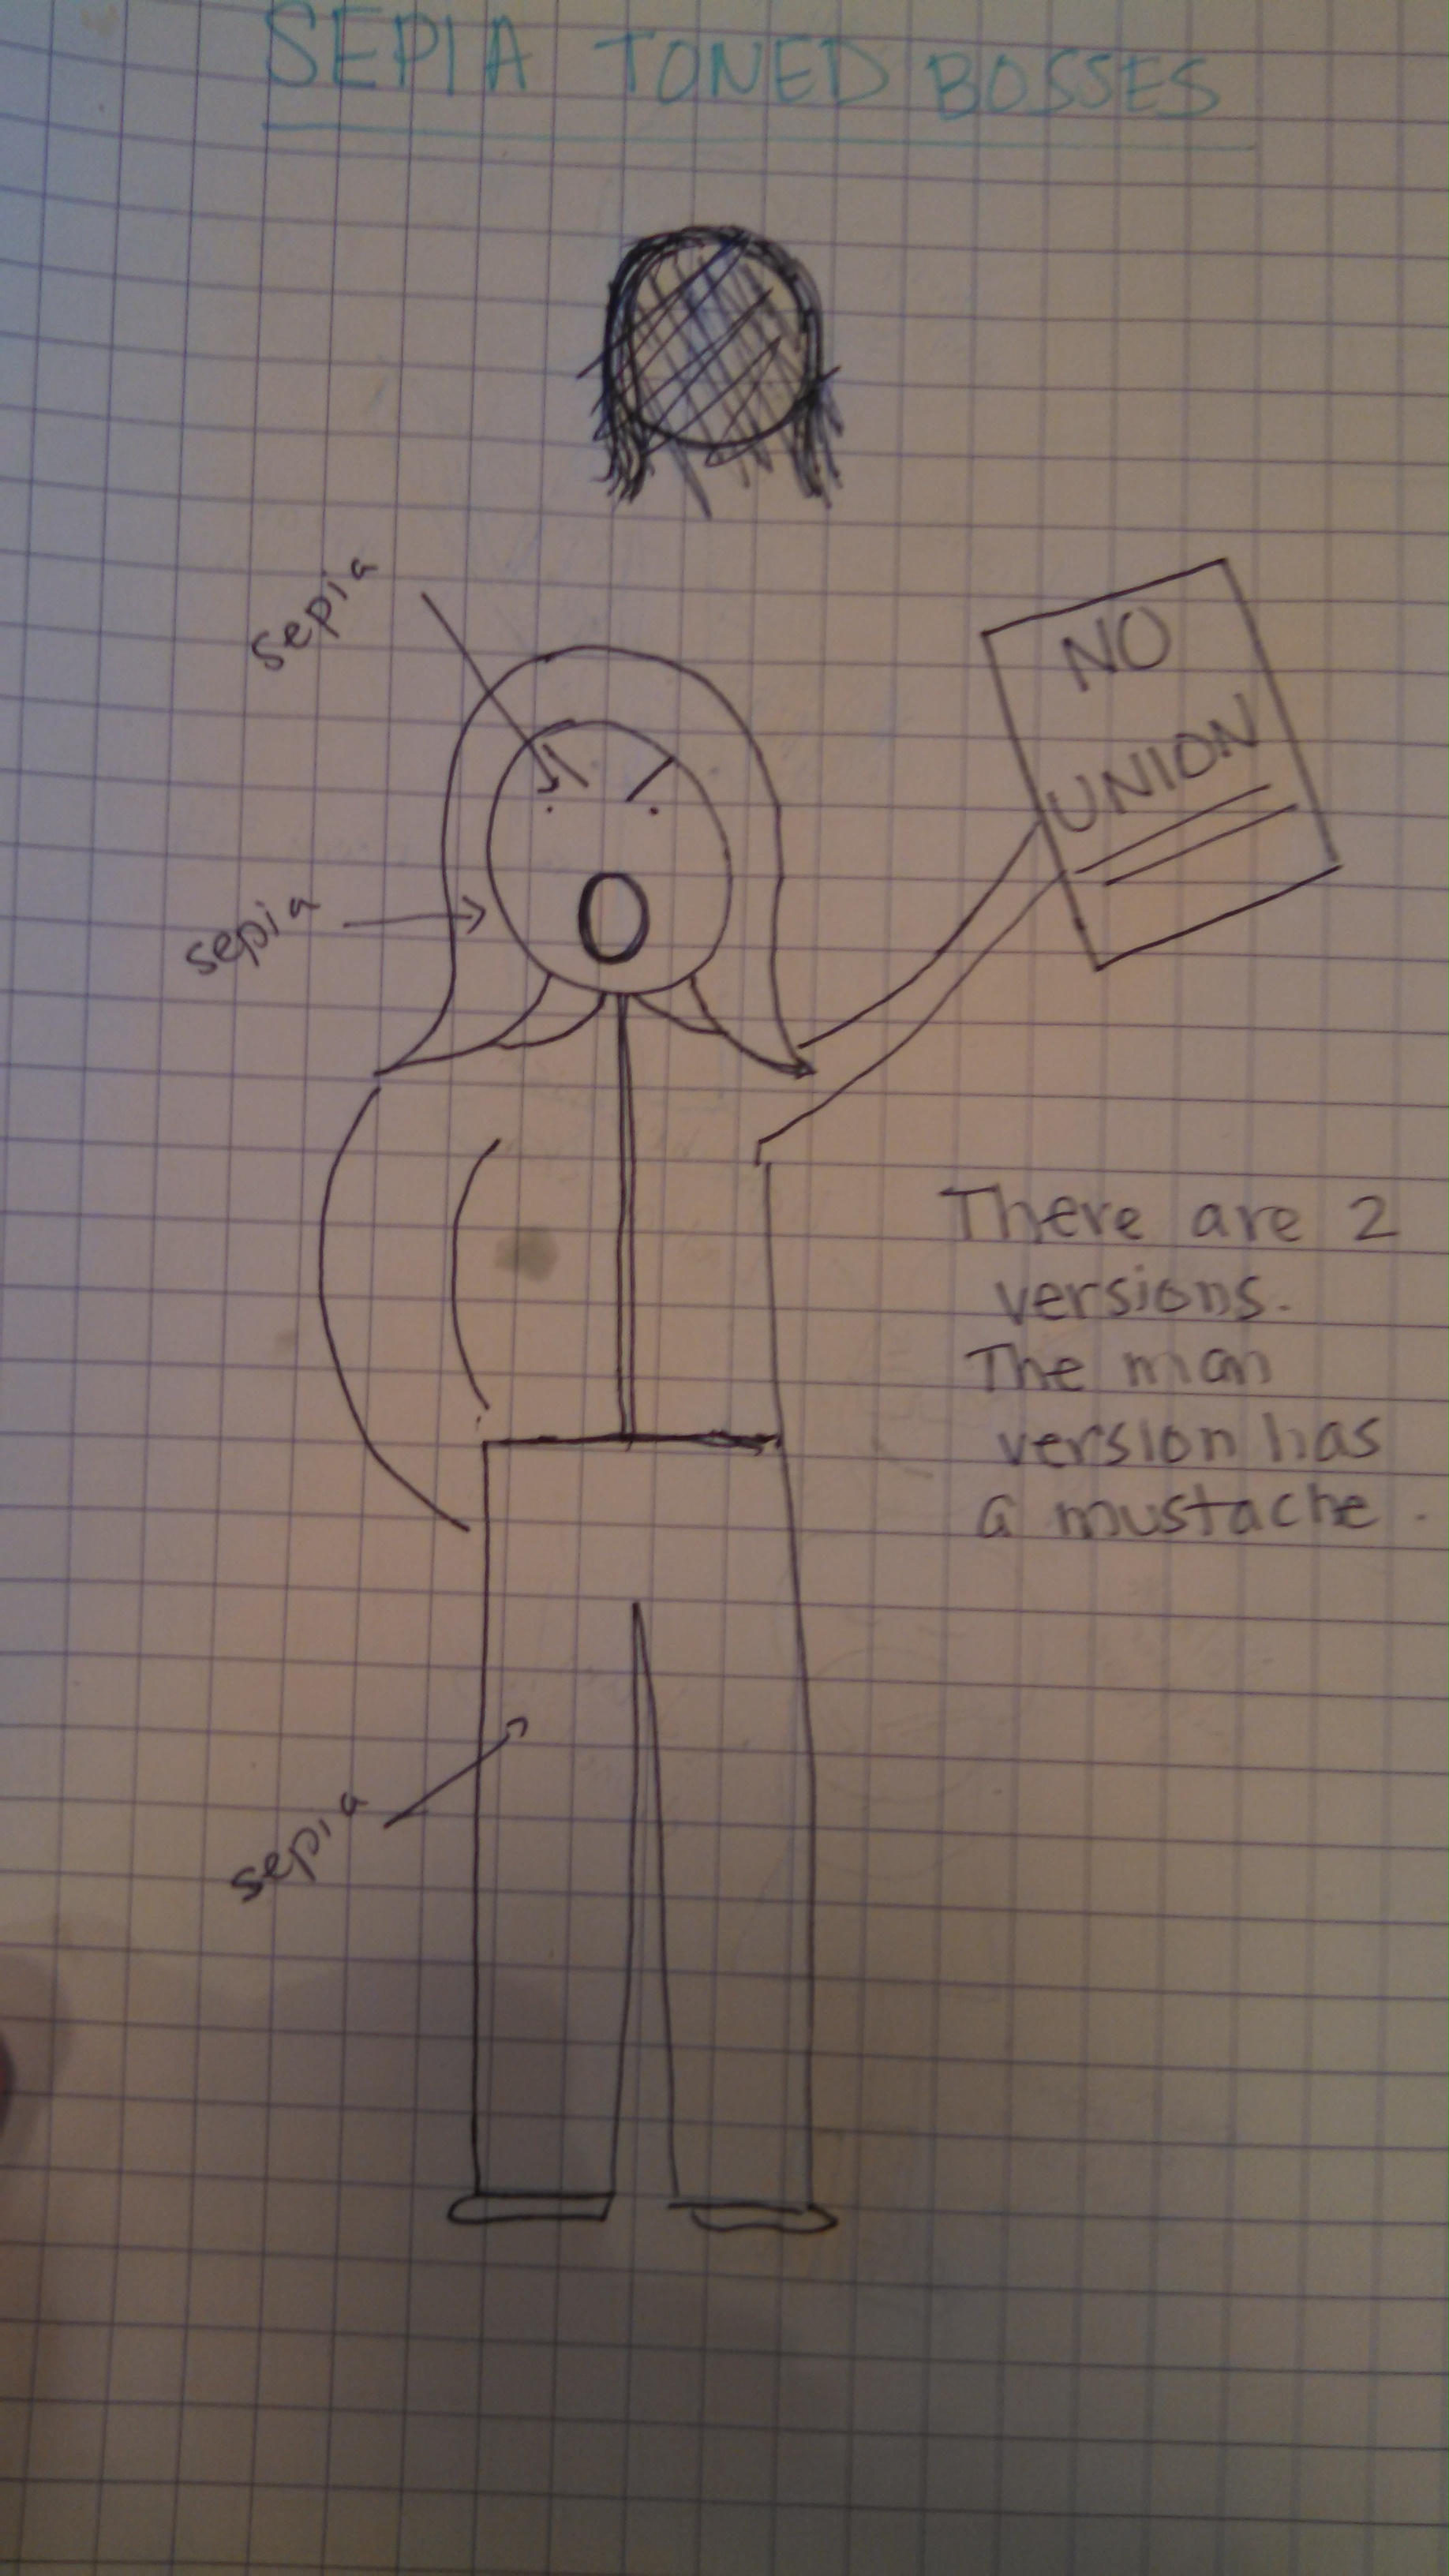 SEPIA TONED BOSSES
sepia
NO
UNION
sepia
There are 2
versions.
The man
version has
a mustache.
sepia